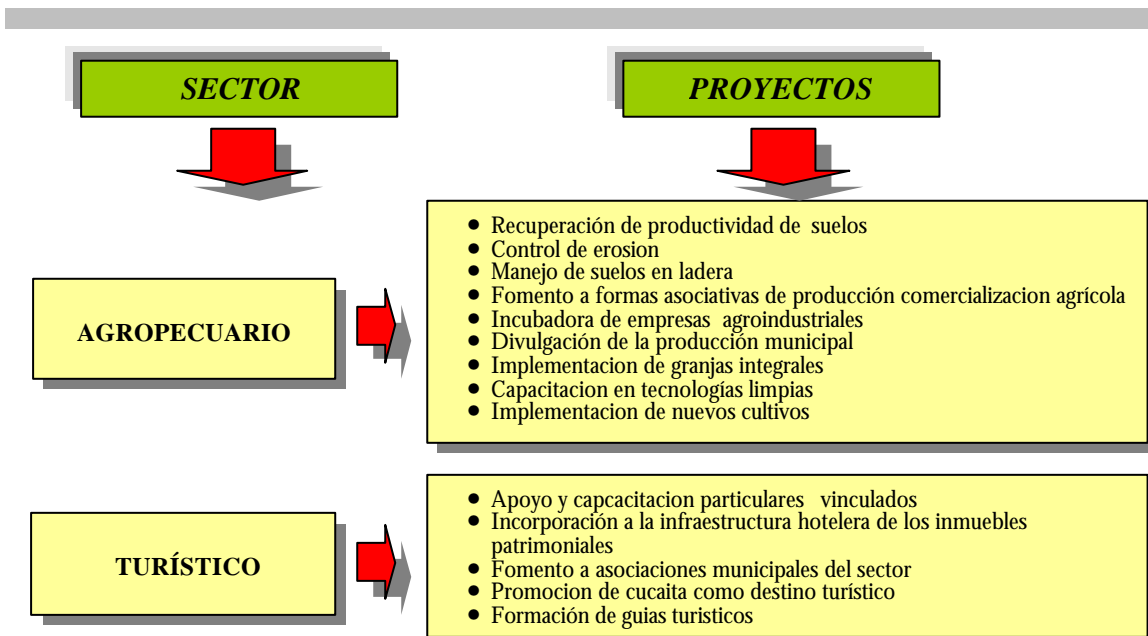 SECTOR
PROYECTOS
AGROPECUARIO
• Recuperación de productividad de suelos
• Control de erosion
• Manejo de suelos en ladera
• Fomento a formas asociativas de producción comercializacion agrícola
• Incubadora de empresas agroindustriales
• Divulgación de la producción municipal
• Implementacion de granjas integrales
• Capacitacion en tecnologías limpias
• Implementacion de nuevos cultivos
TURÍSTICO
• Apoyo y capcacitacion particulares vinculados
• Incorporación a la infraestructura hotelera de los inmuebles
patrimoniales
• Fomento a asociaciones municipales del sector
• Promocion de cucaita como destino turístico
• Formación de guias turisticos